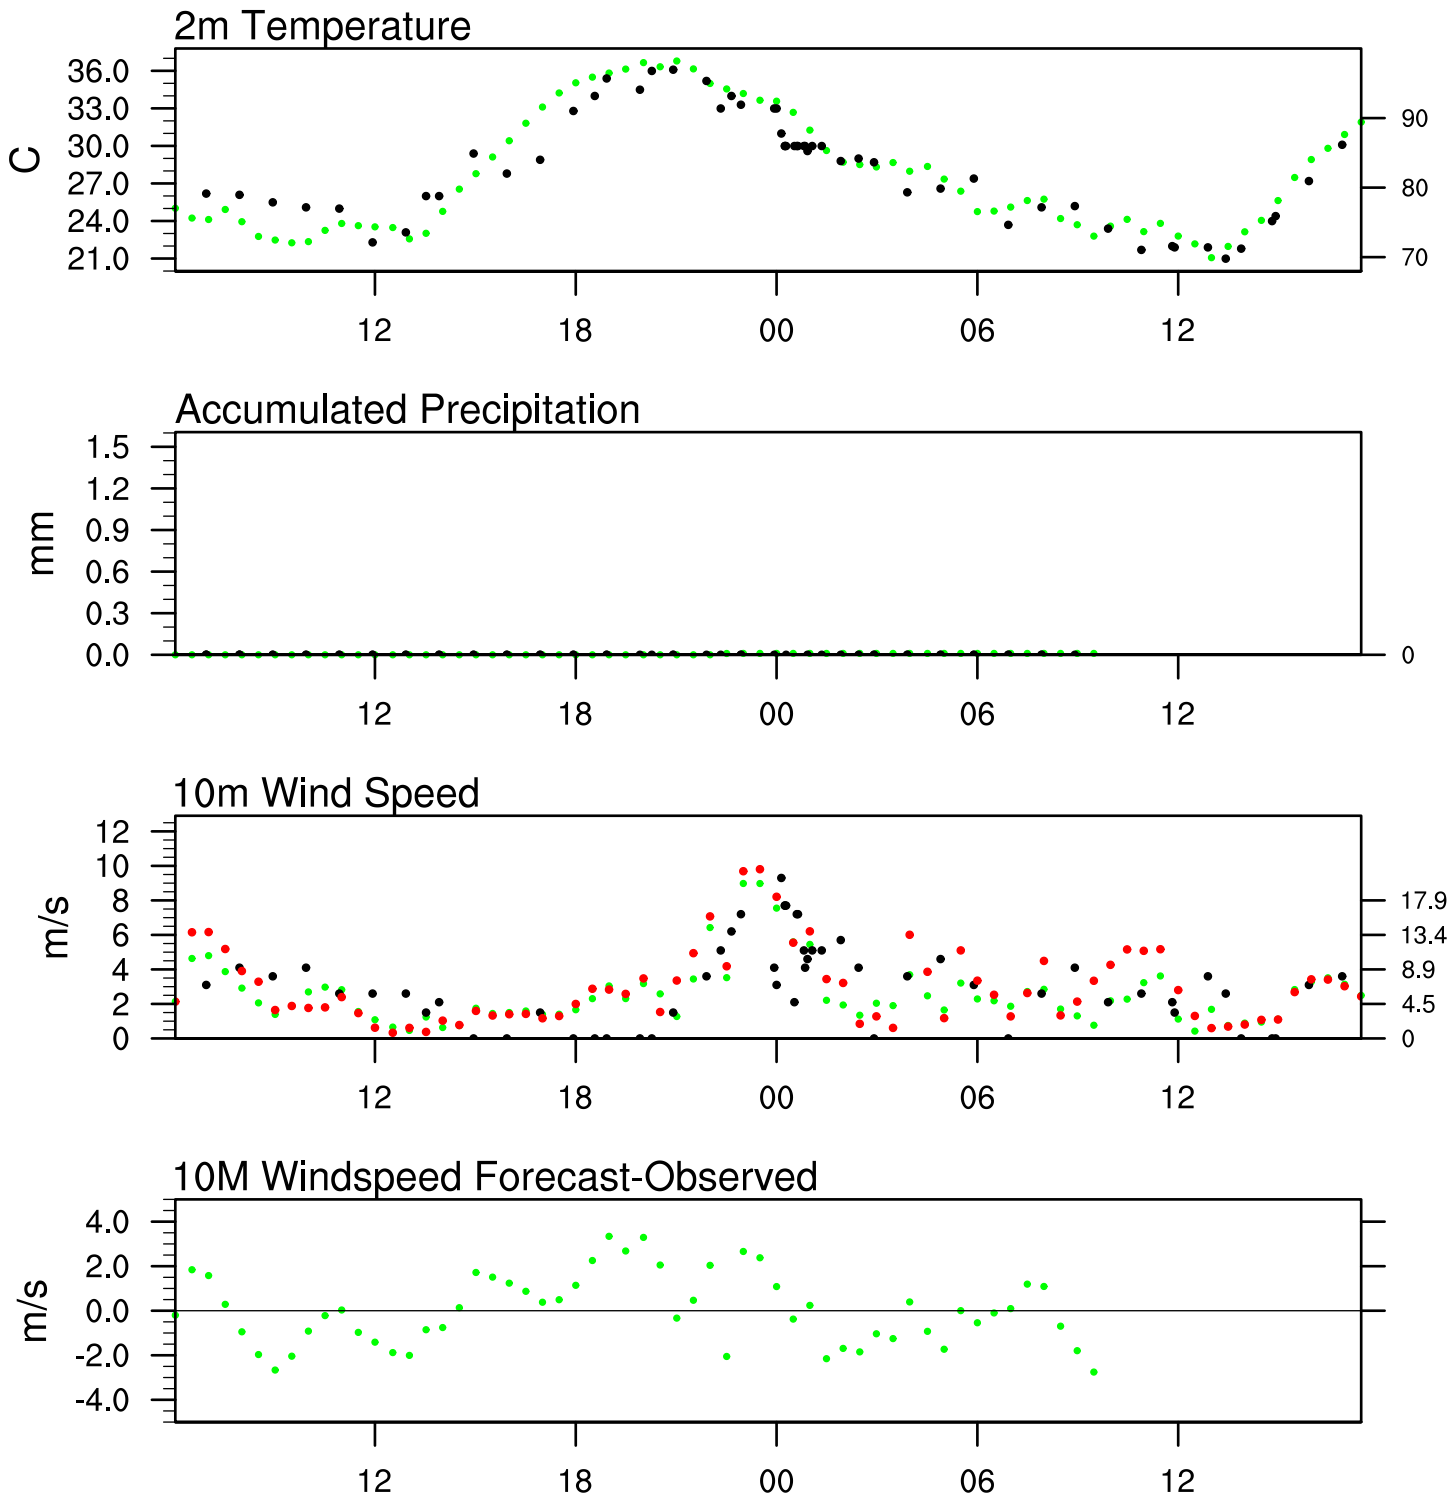 2m Temperature
36.0
33.0
30.0
27.0
24.0
21.0
C
90
80
70
12 18 00 06 12
Accumulated Precipitation
1.5
1.2
0.9
0.6
0.3
0.0
mm
0
12 18 00 06 12
10m Wind Speed
12
10
8
6
4
2
0
m/s
17.9
13.4
8.9
4.5
0
12 18 00 06 12
10M Windspeed Forecast-Observed
4.0
2.0
0.0
-2.0
-4.0
m/s
12 18 00 06 12